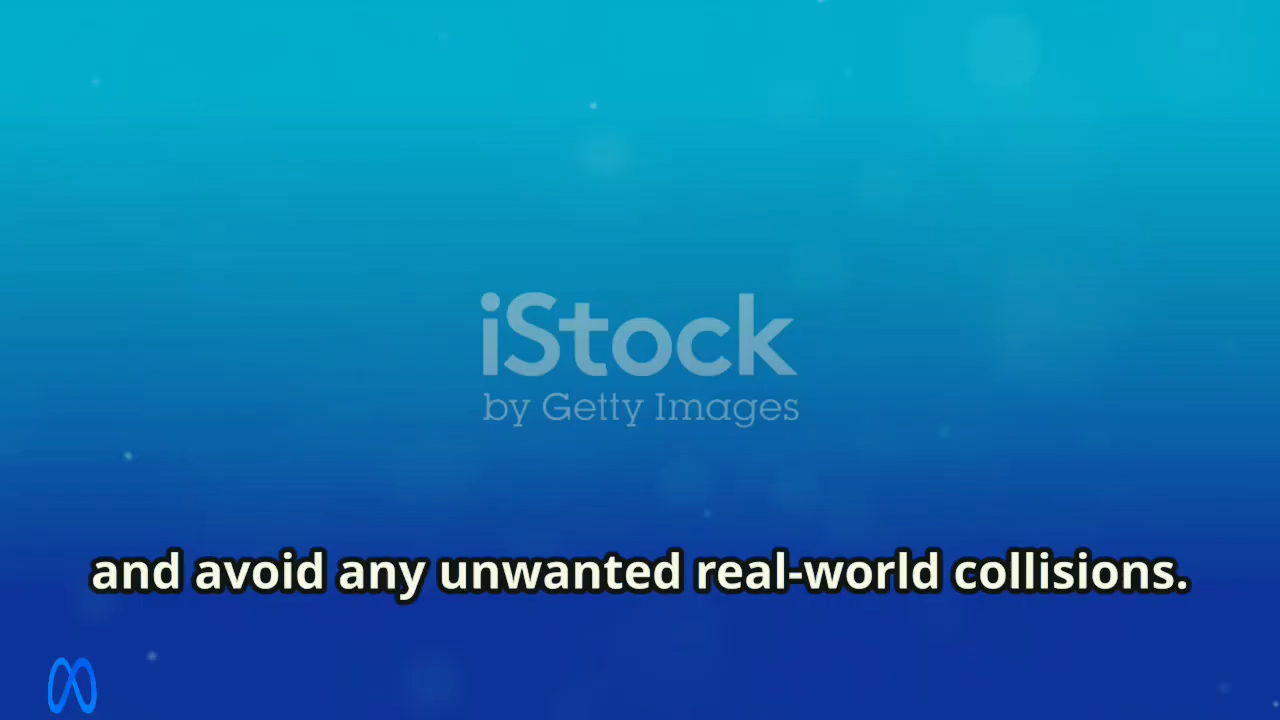 iStock
by Getty Images
and avoid any unwanted real-world collisions.